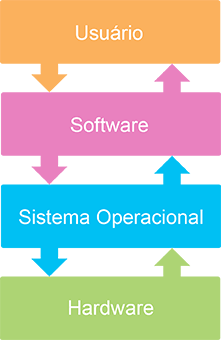 Usuário
Software
Sistema Operacional
Hardware